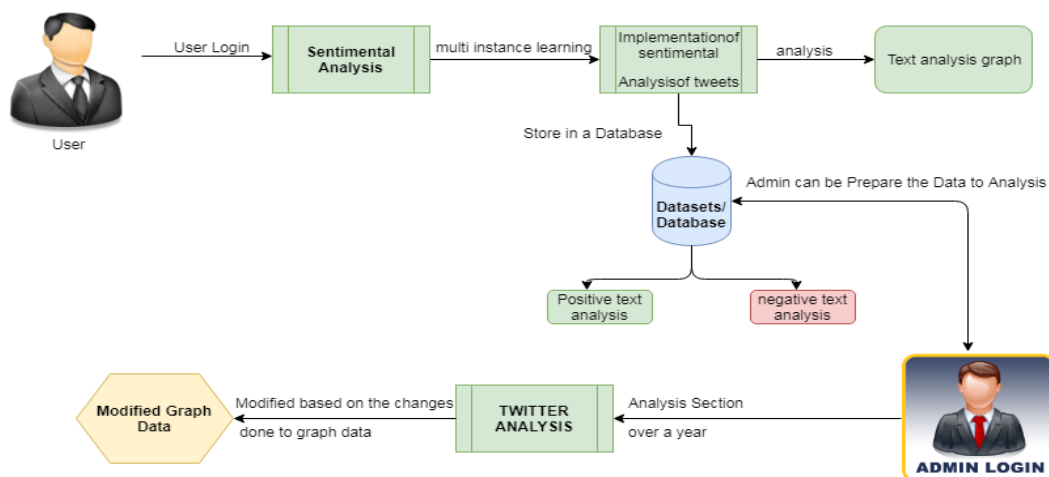 User Login
Sentimental
Analysis
multi instance learning
Implementationof
sentimental
Analysisof tweets
analysis
Text analysis graph
User
Store in a Database
Datasets/
Database
Admin can be Prepare the Data to Analysis
Positive text
analysis
negative text
analysis
Modified Graph
Data
Modified based on the changes
done to graph data
TWITTER
ANALYSIS
Analysis Section
over a year
ADMIN LOGIN